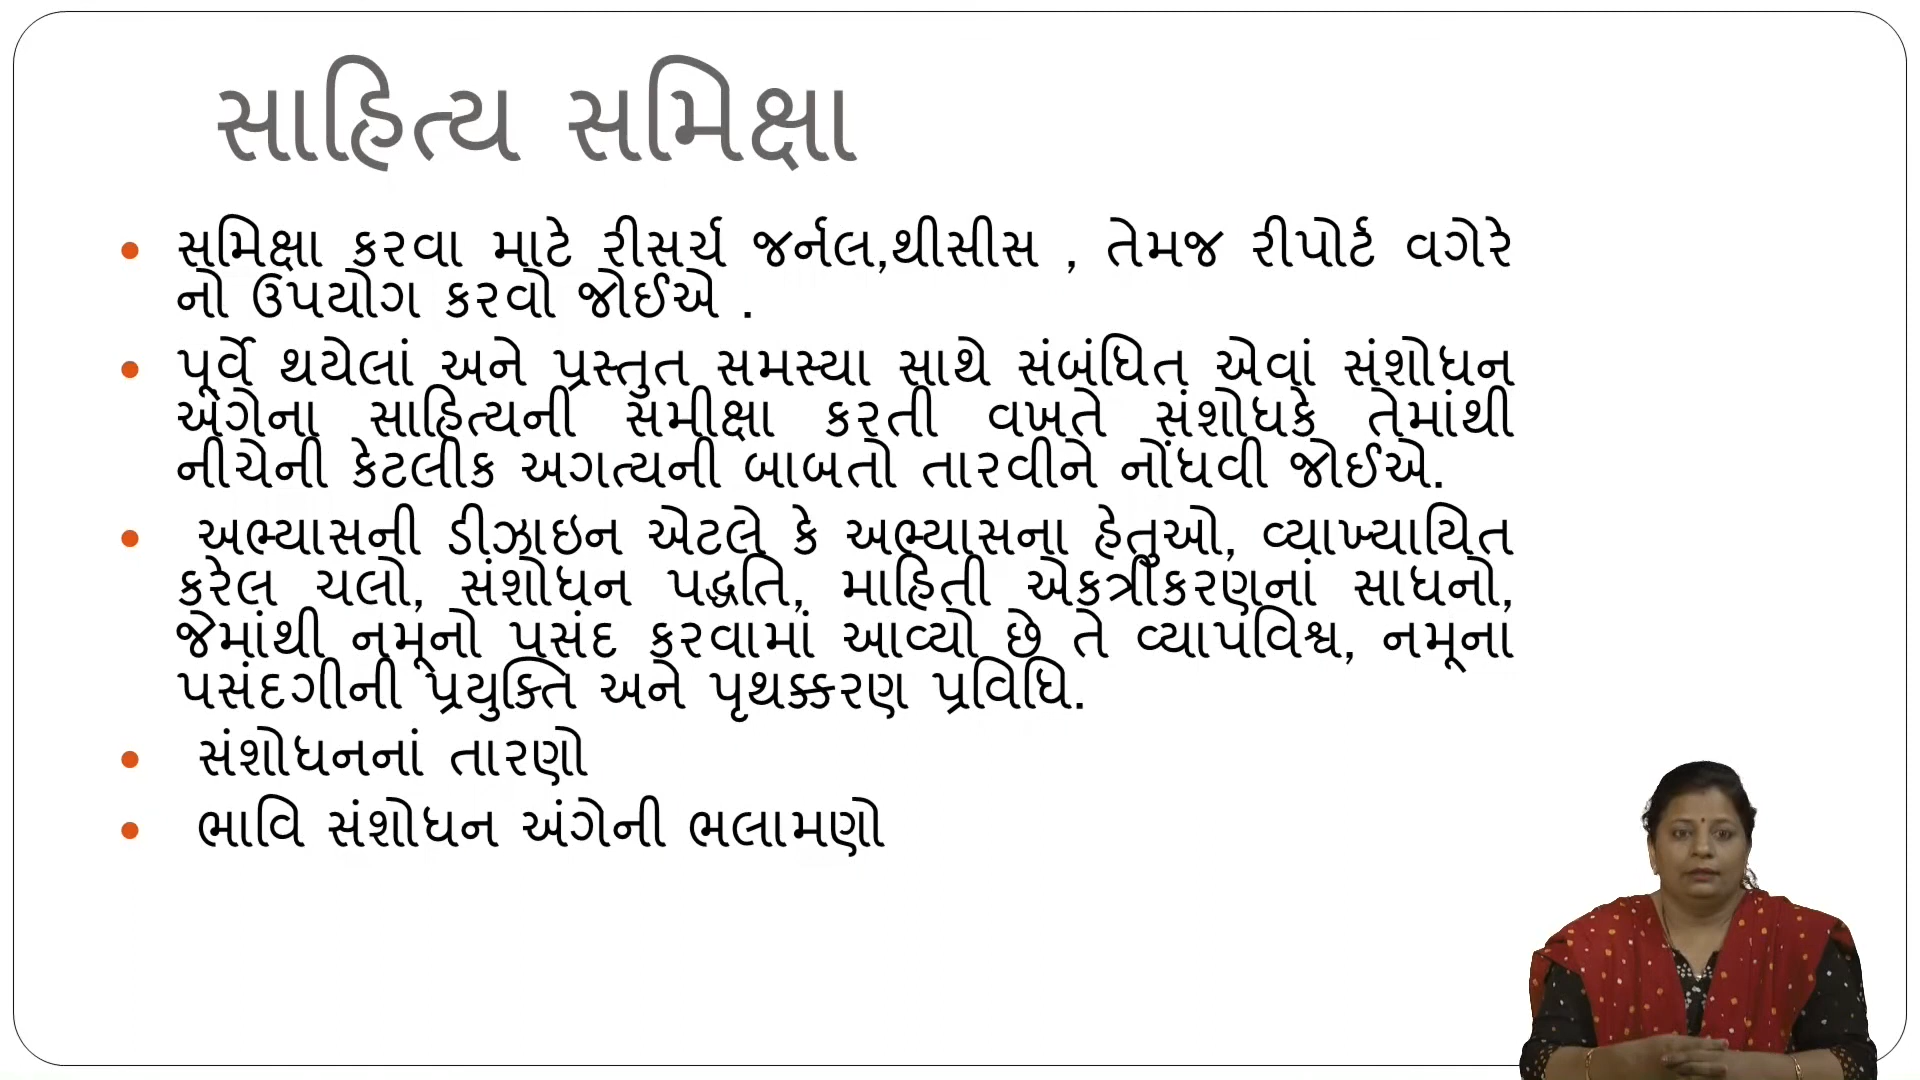 સાહિત્ય સમિક્ષા
• સમિક્ષા કરવા માટે રીસર્ચ જર્નલ,થીસીસ , તેમજ રીપોર્ટ વગેરે
નો ઉપયોગ કરવો જોઈએ .
• પૂર્વે થયેલાં અને પ્રસ્તુત સમસ્યા સાથે સંબંધિત એવાં સંશોધન
અંગેના સાહિત્યની સમીક્ષા કરતી વખતે સંશોધકે તેમાંથી
નીચેની કેટલીક અગત્યની બાબતો તારવીને નોંધવી જોઈએ.
• અભ્યાસની ડીઝાઇન એટલે કે અભ્યાસના હેતુઓ, વ્યાખ્યાયિત
કરેલ ચલો, સંશોધન પદ્ધતિ, માહિતી એકત્રીકરણનાં સાધનો,
જેમાંથી નમૂનો પસંદ કરવામાં આવ્યો છે તે વ્યાપવિશ્વ, નમૂના
પસંદગીની પ્રયુક્તિ અને પૃથક્કરણ પ્રવિધિ.
• સંશોધનનાં તારણો
• ભાવિ સંશોધન અંગેની ભલામણો